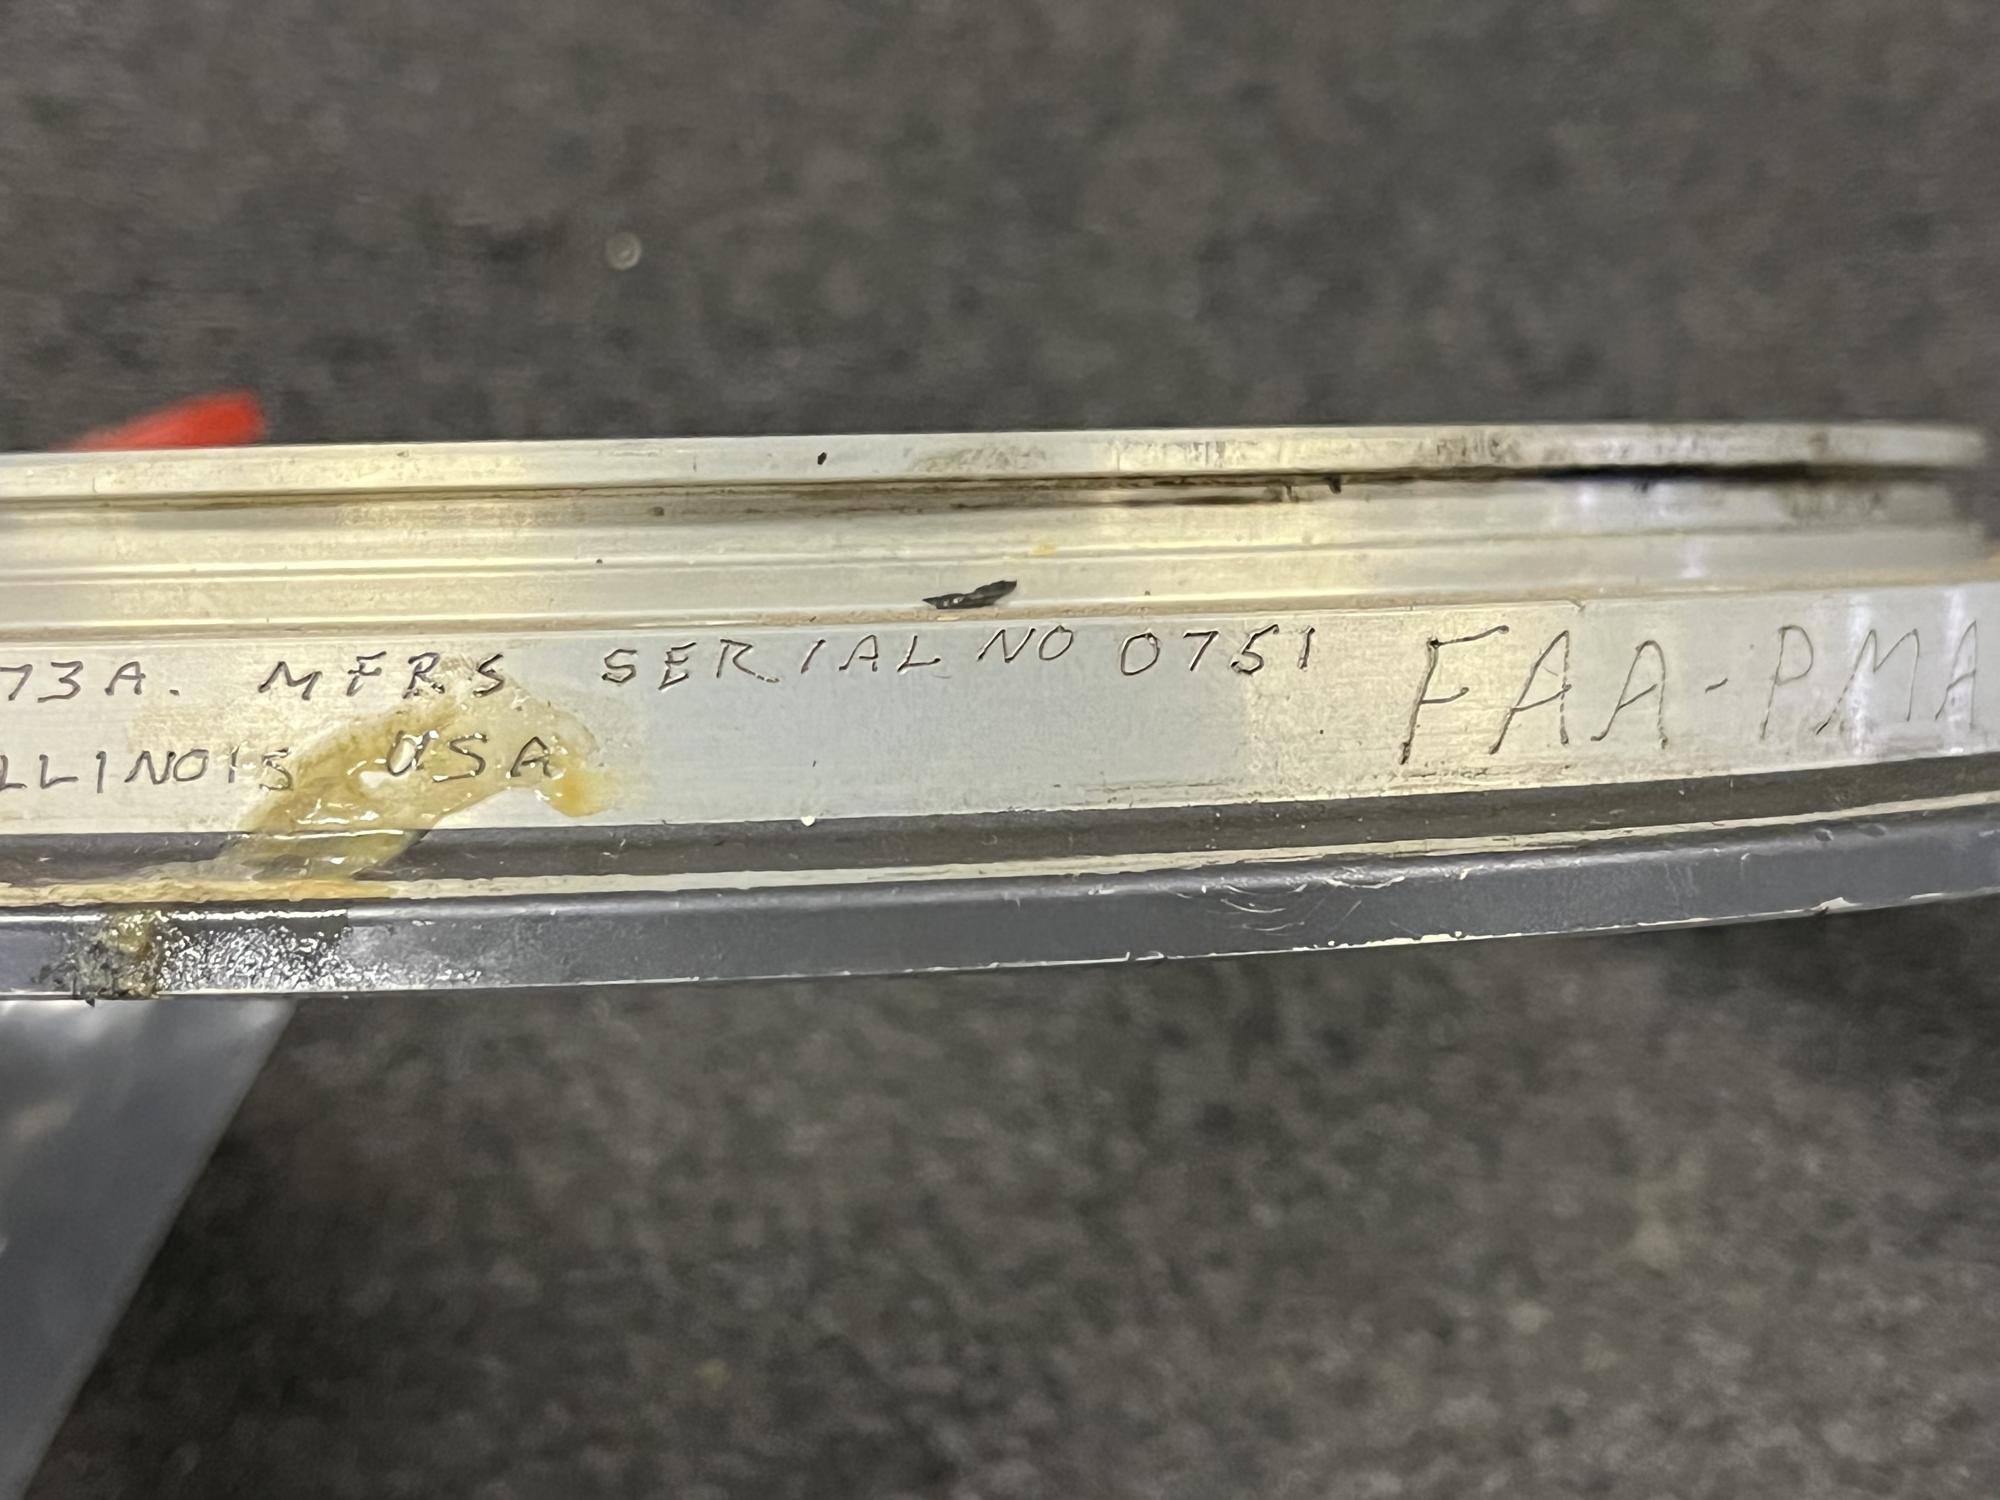 73A. MFRS SERIAL NO 0751 FAA-PMA
LLINOIS USA